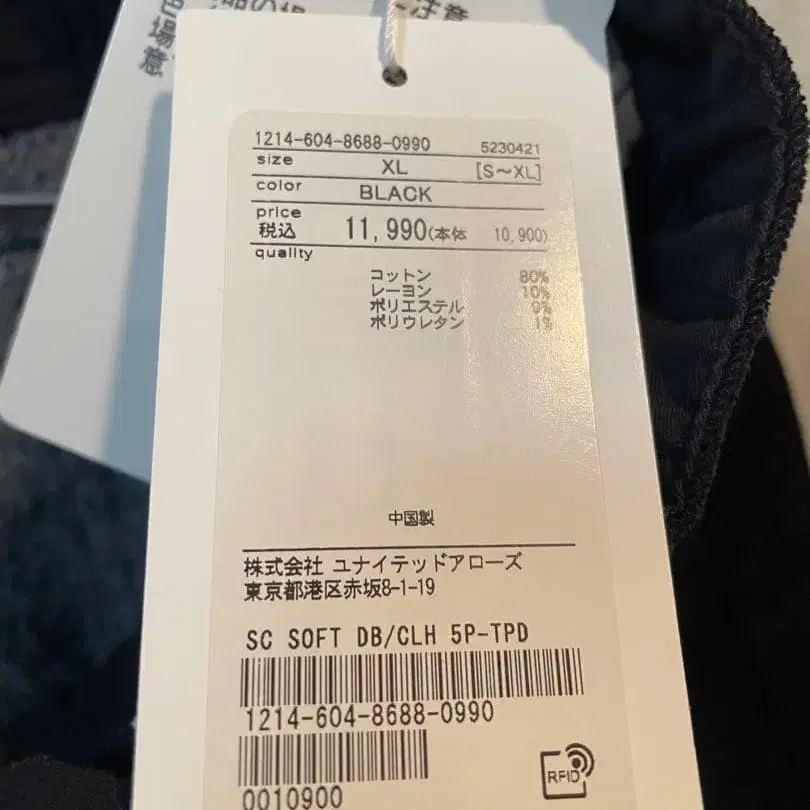 注意
場
意
1214-604-8688-0990 5230421
size XL [S～XL]
color BLACK
price
税込 11,990(本体 10,900)
quality
コットン 80%
レーヨン 10%
ポリエステル 9%
ポリウレタン 1%
中国製
株式会社 ユナイテッドアローズ
東京都港区赤坂8-1-19
SC SOFT DB/CLH 5P-TPD
1214-604-8688-0990
0010900
RFID